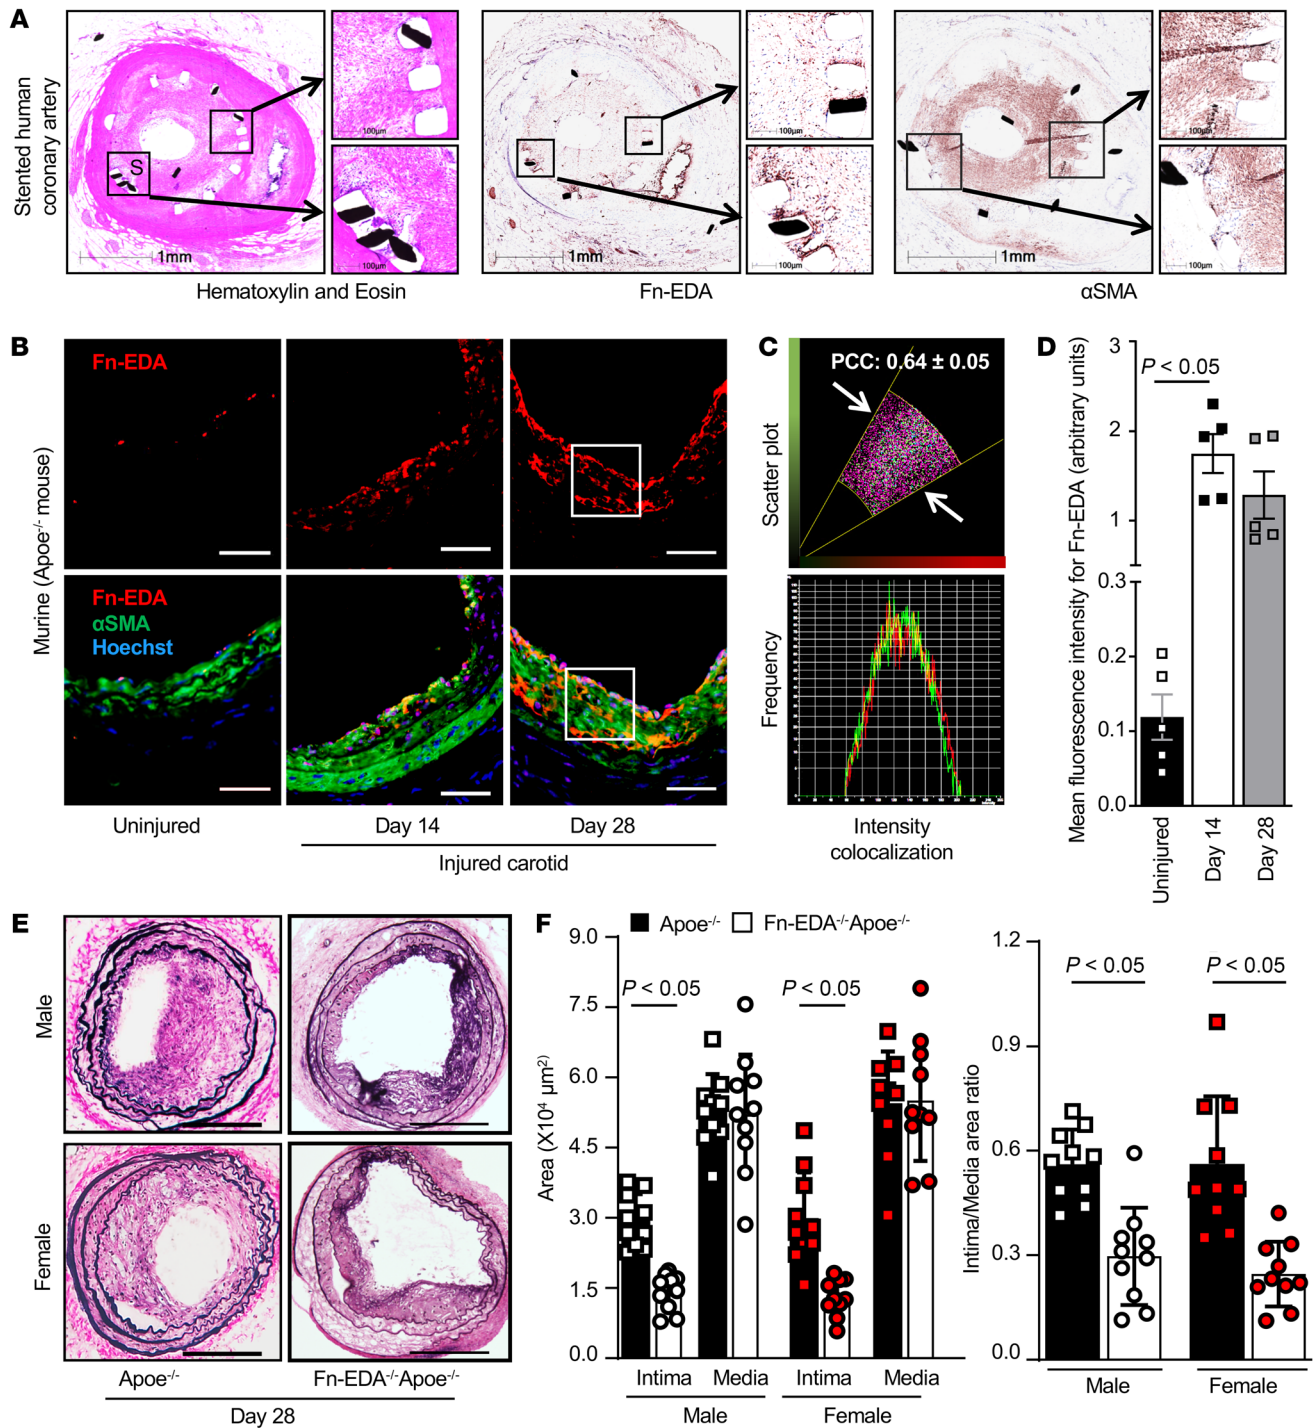 A
Stented human
coronary artery
S
1mm
100µm
100µm
Hematoxylin and Eosin
1mm
100µm
100µm
Fn-EDA
1mm
100µm
100µm
αSMA
B
Murine (Apoe-/- mouse)
Fn-EDA
Fn-EDA
αSMA
Hoechst
Uninjured
Day 14
Day 28
Injured carotid
C
PCC: 0.64 ± 0.05
Scatter plot
Frequency
Intensity
colocalization
D
Mean fluorescence intensity for Fn-EDA (arbitrary units)
P < 0.05
3
2
1
0.3
0.2
0.1
0.0
Uninjured
Day 14
Day 28
E
Male
Female
Apoe-/-
Fn-EDA-/-Apoe-/-
Day 28
F
Apoe-/-
Fn-EDA-/-Apoe-/-
Area (X10⁴ µm²)
9.0
7.5
6.0
4.5
3.0
1.5
0.0
P < 0.05
P < 0.05
Intima
Media
Intima
Media
Male
Female
Intima/Media area ratio
1.2
0.9
0.6
0.3
0.0
P < 0.05
P < 0.05
Male
Female